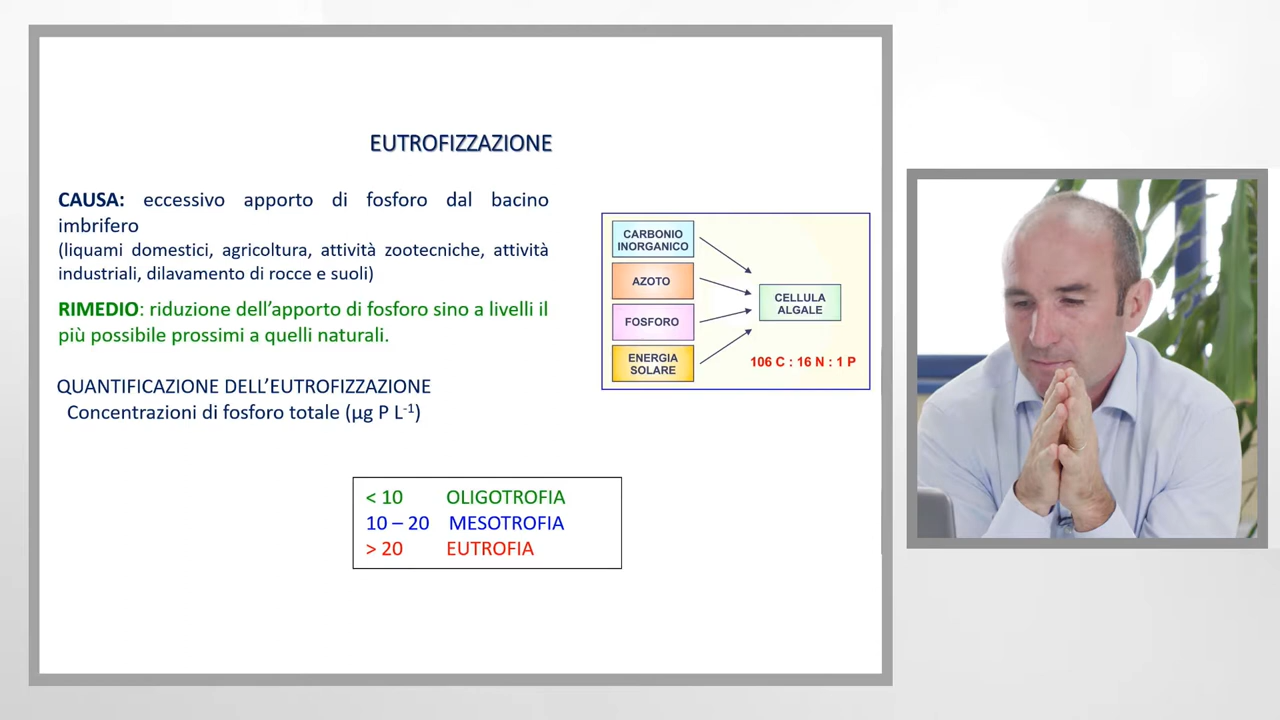 EUTROFIZZAZIONE
CAUSA: eccessivo apporto di fosforo dal bacino
imbrifero
(liquami domestici, agricoltura, attività zootecniche, attività
industriali, dilavamento di rocce e suoli)
RIMEDIO: riduzione dell’apporto di fosforo sino a livelli il
più possibile prossimi a quelli naturali.
QUANTIFICAZIONE DELL’EUTROFIZZAZIONE
Concentrazioni di fosforo totale (µg P L⁻¹)
< 10 OLIGOTROFIA
10 – 20 MESOTROFIA
> 20 EUTROFIA
CARBONIO
INORGANICO
AZOTO
FOSFORO
ENERGIA
SOLARE
CELLULA
ALGALE
106 C : 16 N : 1 P